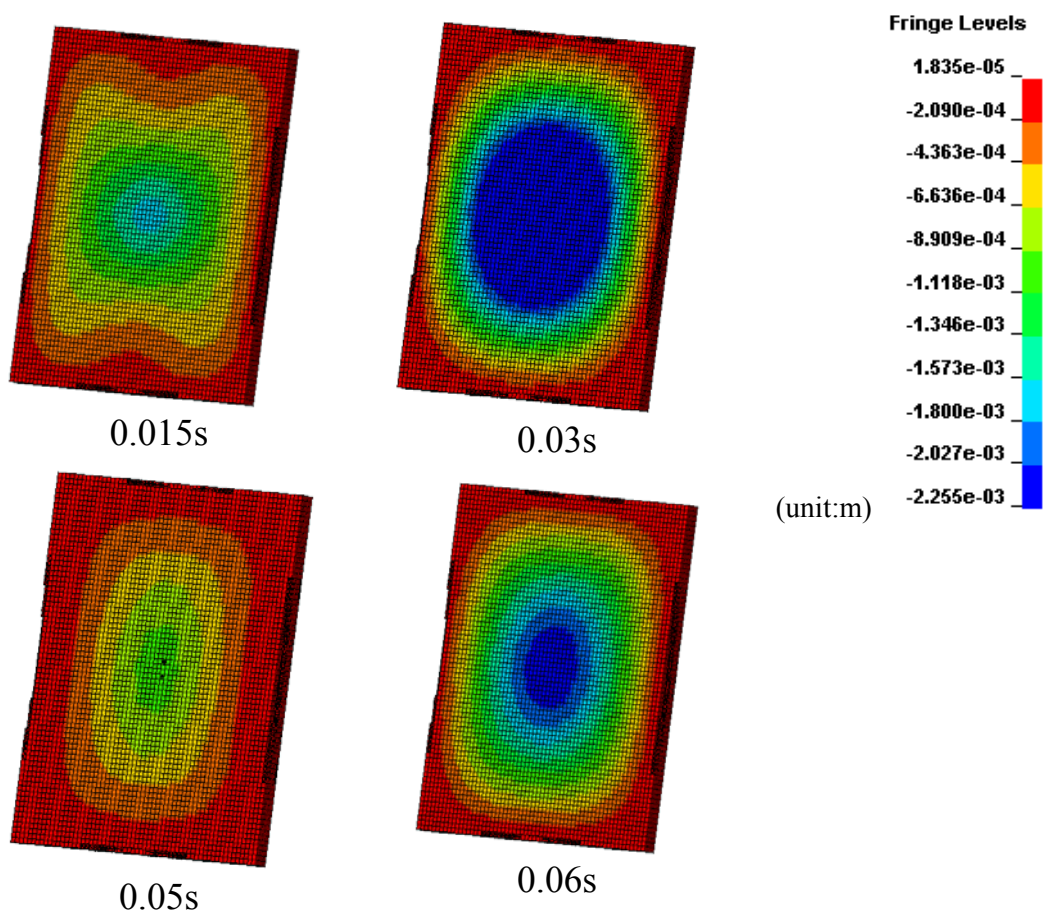 Fringe Levels
1.835e-05
-2.090e-04
-4.363e-04
-6.636e-04
-8.909e-04
-1.118e-03
-1.346e-03
-1.573e-03
-1.800e-03
-2.027e-03
-2.255e-03
(unit:m)
0.015s
0.03s
0.05s
0.06s